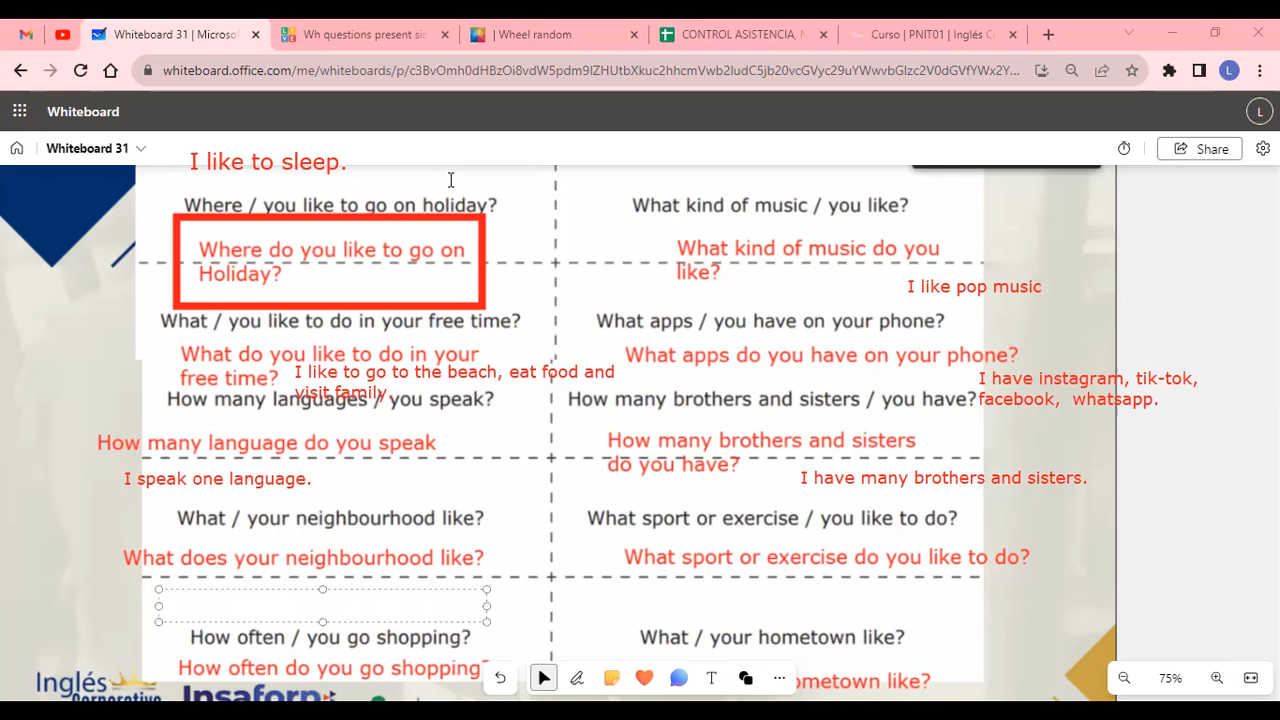 Whiteboard 31 | Microso
Wh questions present sin
| Wheel random
CONTROL ASISTENCIA, N
Curso | PNIT01 | Inglés C
whiteboard.office.com/me/whiteboards/p/
L
Whiteboard
L
Whiteboard 31
Share
I like to sleep.
Where / you like to go on holiday?
What kind of music / you like?
Where do you like to go on
Holiday?
What kind of music do you
like?
I like pop music
What / you like to do in your free time?
What apps / you have on your phone?
What do you like to do in your
free time?
I like to go to the beach, eat food and
visit family
What apps do you have on your phone?
I have instagram, tik-tok,
facebook, whatsapp.
How many languages / you speak?
How many brothers and sisters / you have?
How many language do you speak
How many brothers and sisters
do you have?
I speak one language.
I have many brothers and sisters.
What / your neighbourhood like?
What sport or exercise / you like to do?
What does your neighbourhood like?
What sport or exercise do you like to do?
How often / you go shopping?
What / your hometown like?
How often do you go shopping?
hometown like?
Inglés
Corporativo
Insaforp
T
75%